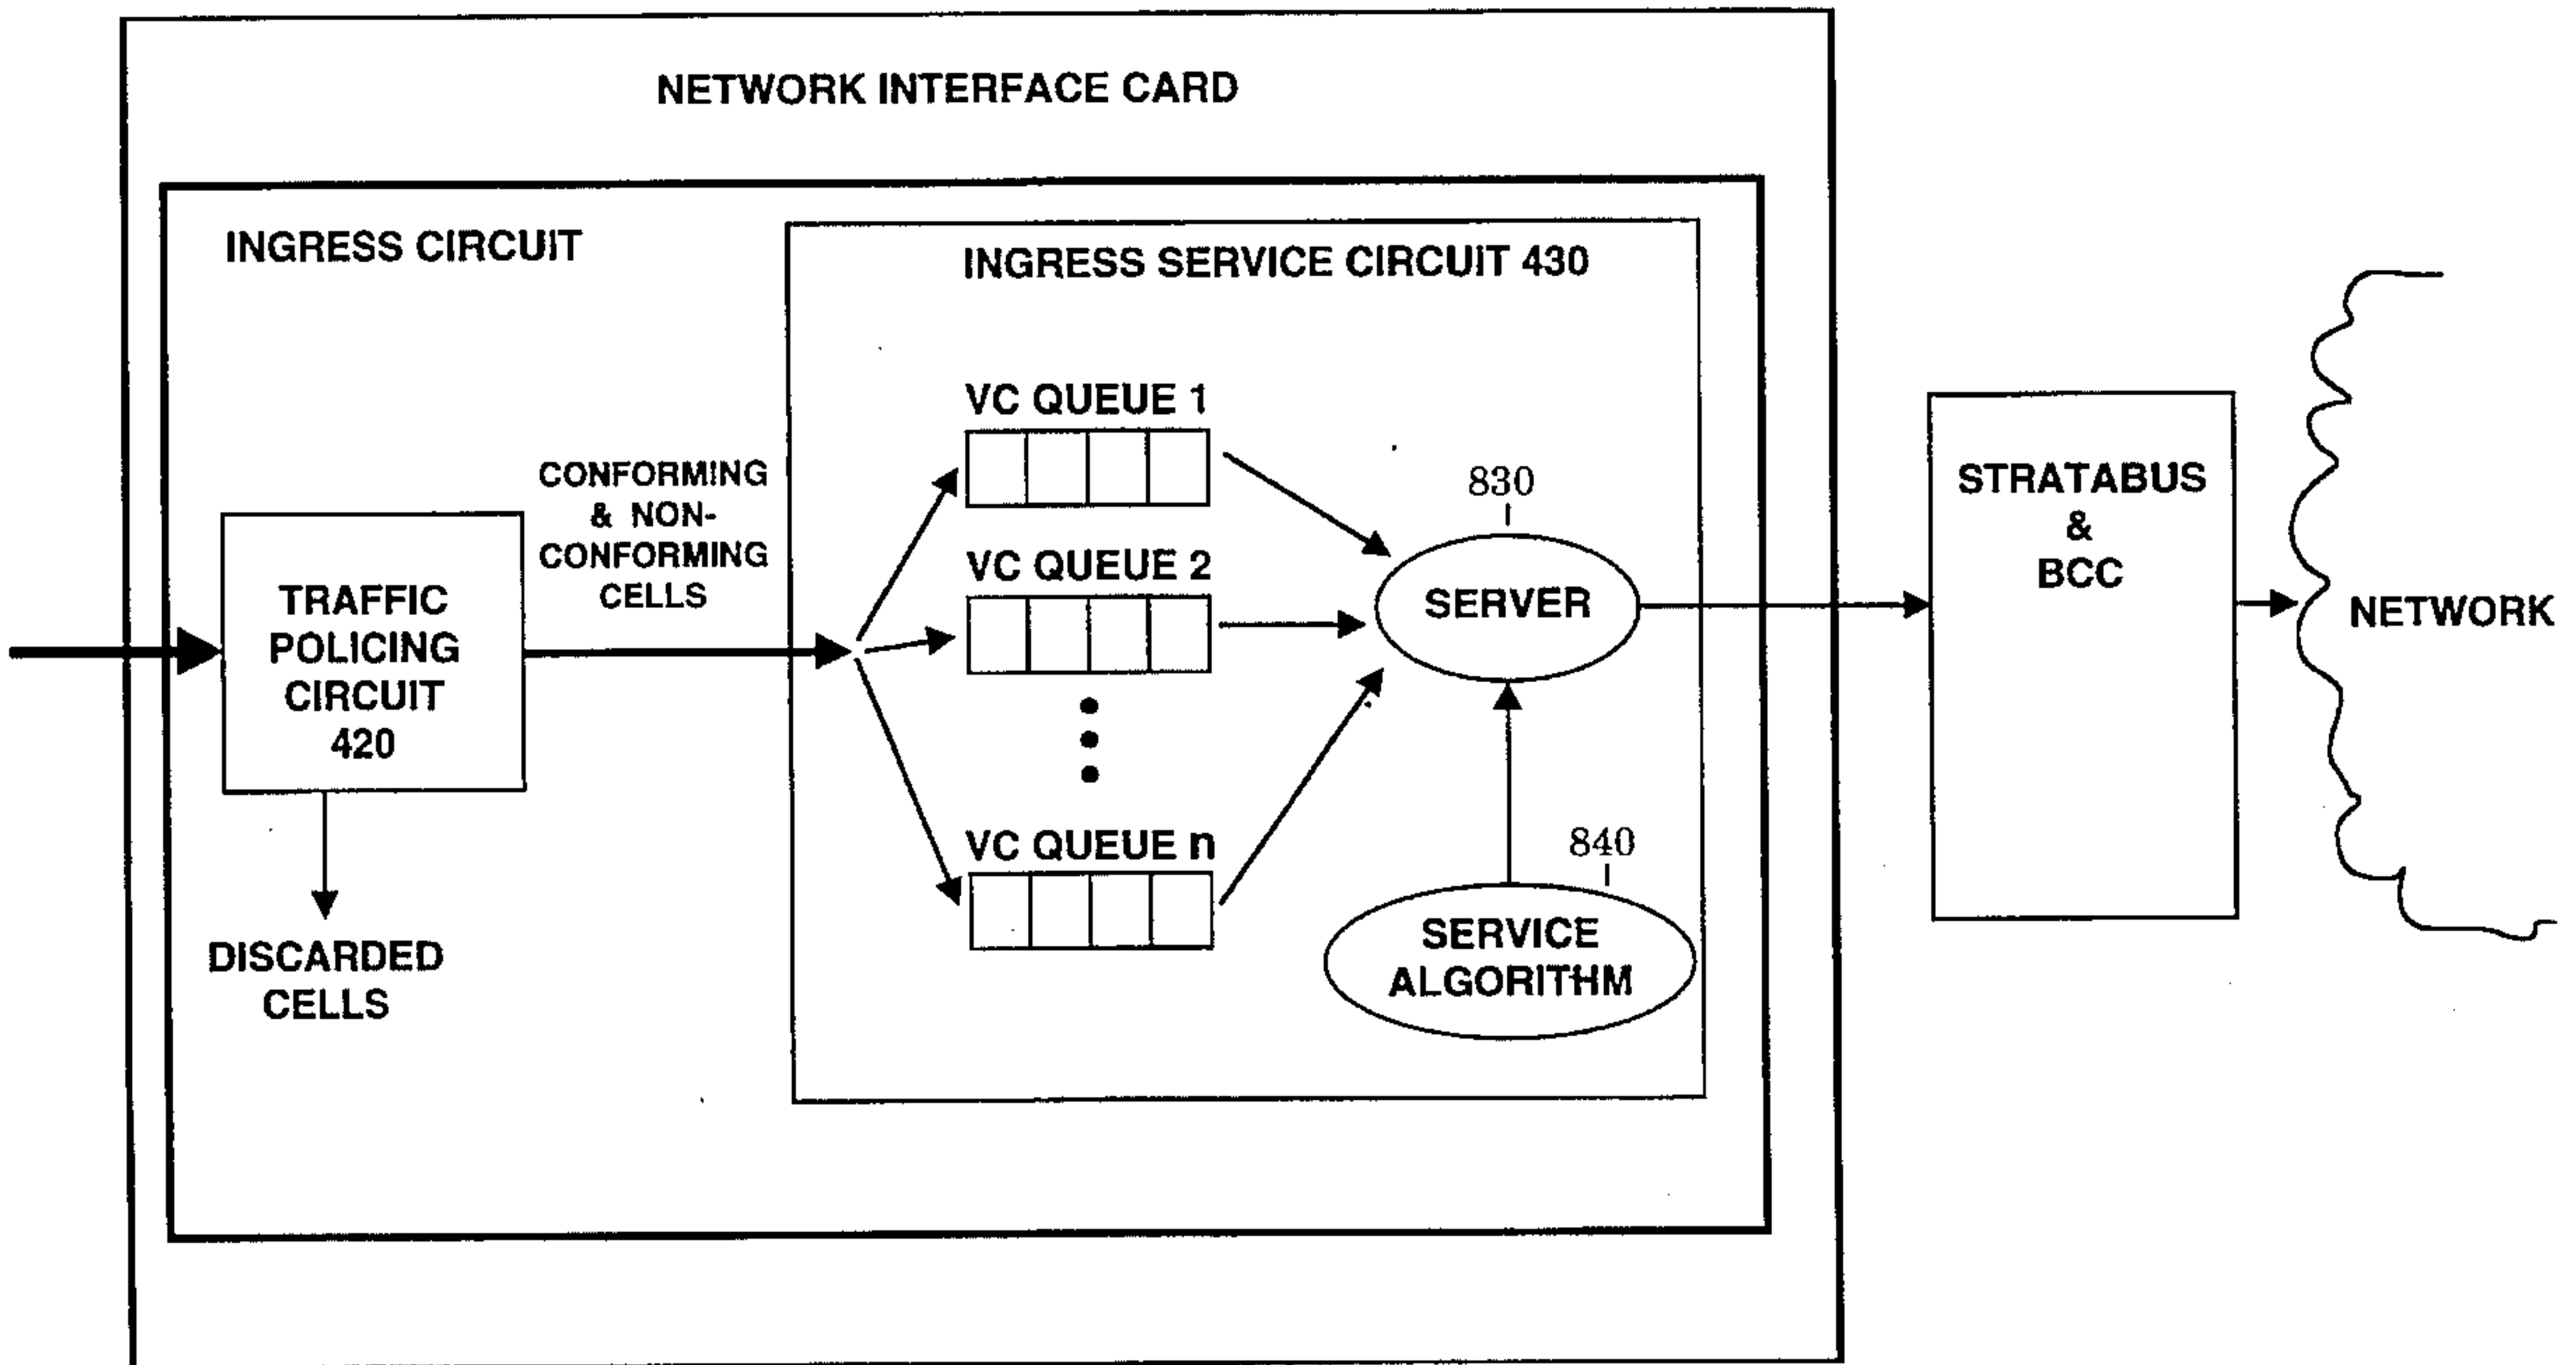 NETWORK INTERFACE CARD
INGRESS CIRCUIT
INGRESS SERVICE CIRCUIT 430
CONFORMING
& NON-
CONFORMING
CELLS
TRAFFIC
POLICING
CIRCUIT
420
DISCARDED
CELLS
VC QUEUE 1
VC QUEUE 2
VC QUEUE n
830
SERVER
840
SERVICE
ALGORITHM
STRATABUS
&
BCC
NETWORK